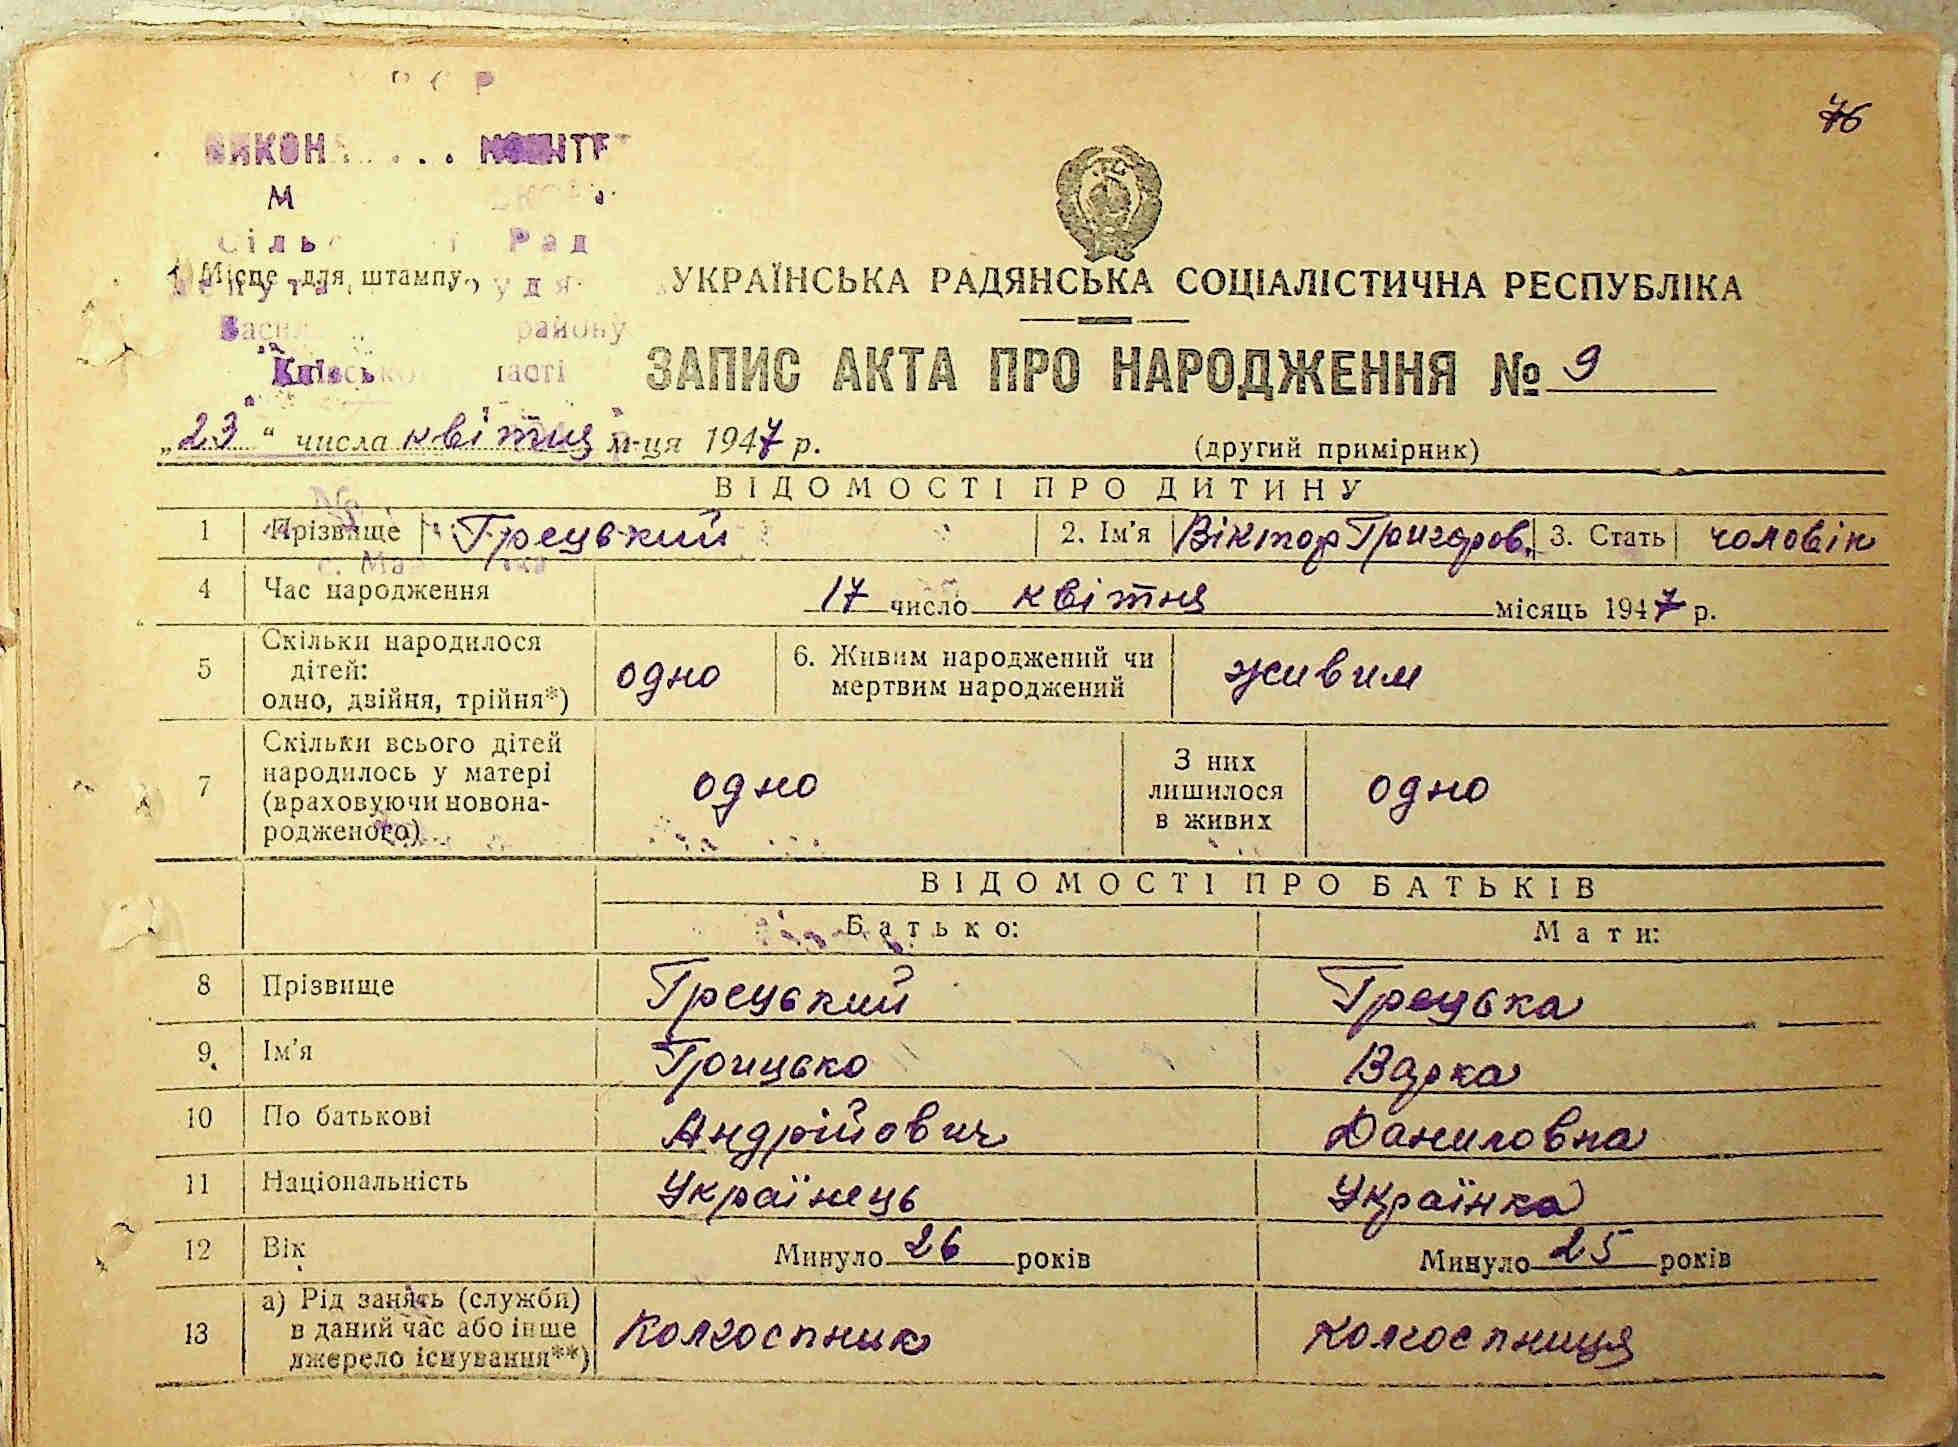 76
Місце для штампу
району
УКРАЇНСЬКА РАДЯНСЬКА СОЦІАЛІСТИЧНА РЕСПУБЛІКА
ЗАПИС АКТА ПРО НАРОДЖЕННЯ № 9
„23“ числа квітня м-ця 1947 р. (другий примірник)
ВІДОМОСТІ ПРО ДИТИНУ
1 Прізвище Грецький 2. Ім'я Віктор Григоров. 3. Стать чоловік
4 Час народження 17 число квітня місяць 1947 р.
5 Скільки народилося дітей: одно, двійня, трійня*) одно 6. Живим народжений чи мертвим народжений живим
7 Скільки всього дітей народилось у матері (враховуючи новонародженого) одно З них лишилося в живих одно
ВІДОМОСТІ ПРО БАТЬКІВ
Батько: Мати:
8 Прізвище Грецький Грецька
9 Ім'я Грицько Варка
10 По батькові Андрійович Даниловна
11 Національність Українець Українка
12 Вік Минуло 26 років Минуло 25 років
13 а) Рід занять (служби) в даний час або інше джерело існування**) Колгоспник колгоспниця